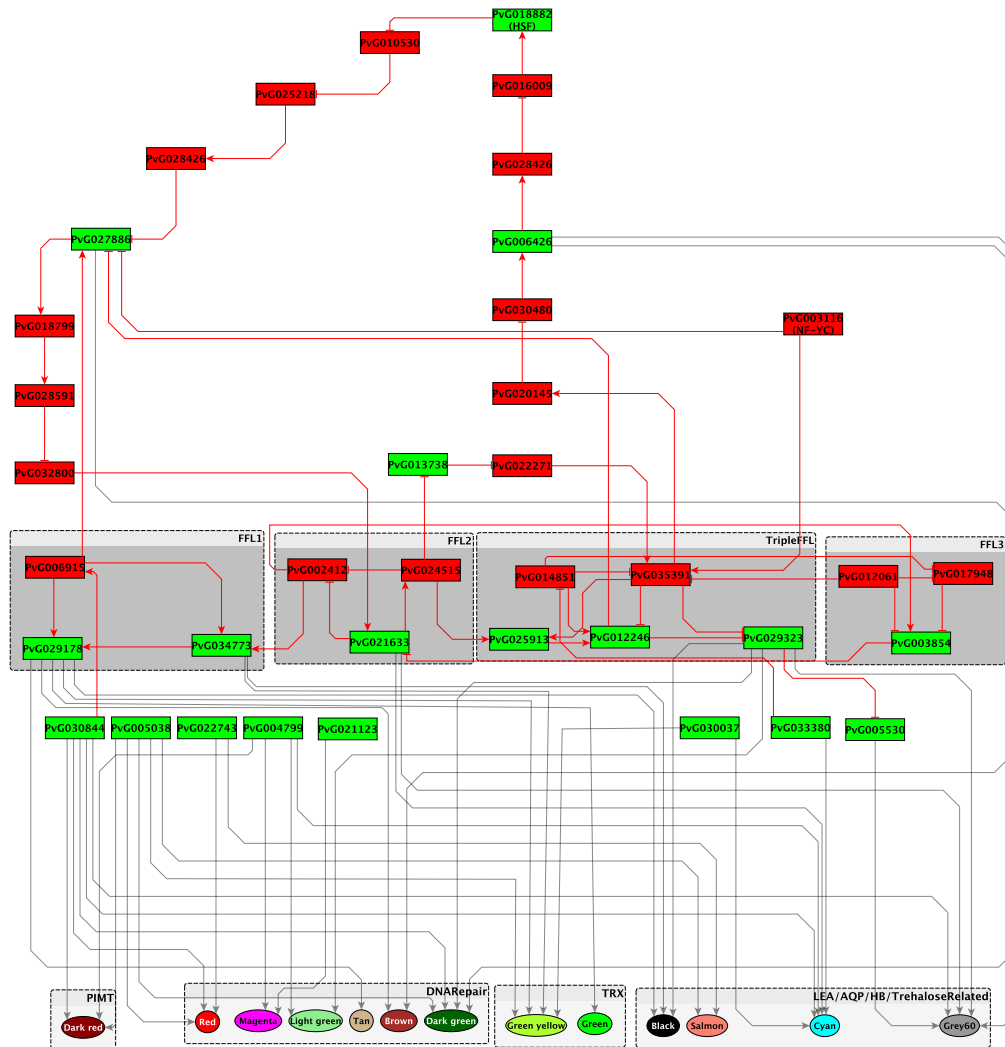 PvG018882
(HSF)
PvG010530
PvG016009
PvG025218
PvG028426
PvG028426
PvG027886
PvG006426
PvG030480
PvG018799
PvG003116
(NF-YC)
PvG028591
PvG020145
PvG032800
PvG013738
PvG022271
FFL1
FFL2
TripleFFL
FFL3
PvG006915
PvG002412
PvG024515
PvG014851
PvG035391
PvG012061
PvG017948
PvG029178
PvG034773
PvG021633
PvG025913
PvG012246
PvG029323
PvG003854
PvG030844
PvG005038
PvG022743
PvG004799
PvG021123
PvG030037
PvG033380
PvG005530
PIMT
DNARepair
TRX
LEA/AQP/HB/TrehaloseRelated
Dark red
Red
Magenta
Light green
Tan
Brown
Dark green
Green yellow
Green
Black
Salmon
Cyan
Grey60